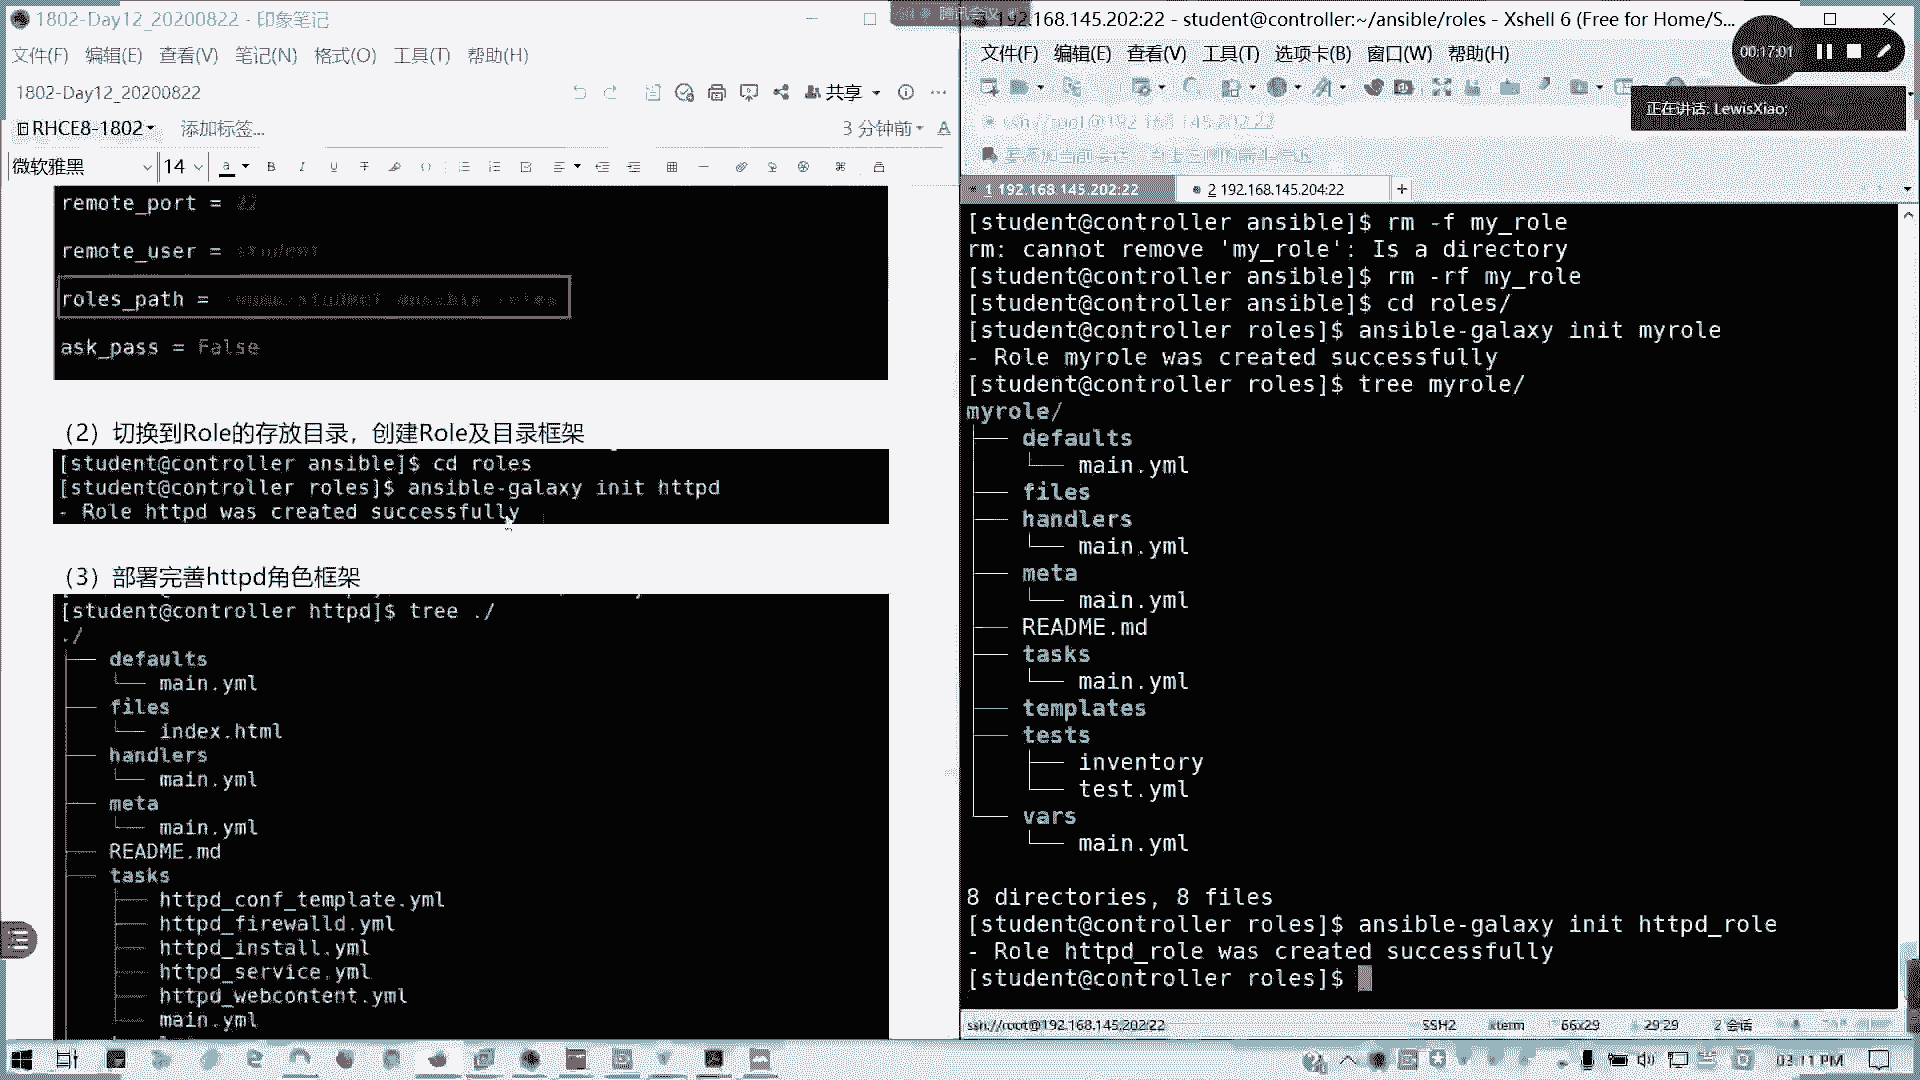 1802-Day12_20200822 - 印象笔记
文件(F) 编辑(E) 查看(V) 笔记(N) 格式(O) 工具(T) 帮助(H)
1802-Day12_20200822
共享
RHCE8-1802
添加标签...
3 分钟前
微软雅黑
14
remote_port = 22
remote_user = student
roles_path =
ask_pass = False
（2）切换到Role的存放目录，创建Role及目录框架
[student@controller ansible]$ cd roles
[student@controller roles]$ ansible-galaxy init httpd
- Role httpd was created successfully
（3）部署完善httpd角色框架
[student@controller httpd]$ tree ./
./
├── defaults
│   └── main.yml
├── files
│   └── index.html
├── handlers
│   └── main.yml
├── meta
│   └── main.yml
├── README.md
├── tasks
│   ├── httpd_conf_template.yml
│   ├── httpd_firewalld.yml
│   ├── httpd_install.yml
│   ├── httpd_service.yml
│   ├── httpd_webcontent.yml
│   └── main.yml
腾讯会议
192.168.145.202:22 - student@controller:~/ansible/roles - Xshell 6 (Free for Home/S...
文件(F) 编辑(E) 查看(V) 工具(T) 选项卡(B) 窗口(W) 帮助(H)
00:17:01
正在讲话: LewisXiao;
ssh://root@192.168.145.202:22
1 192.168.145.202:22
2 192.168.145.204:22
[student@controller ansible]$ rm -f my_role
rm: cannot remove 'my_role': Is a directory
[student@controller ansible]$ rm -rf my_role
[student@controller ansible]$ cd roles/
[student@controller roles]$ ansible-galaxy init myrole
- Role myrole was created successfully
[student@controller roles]$ tree myrole/
myrole/
├── defaults
│   └── main.yml
├── files
├── handlers
│   └── main.yml
├── meta
│   └── main.yml
├── README.md
├── tasks
│   └── main.yml
├── templates
├── tests
│   ├── inventory
│   └── test.yml
└── vars
    └── main.yml
8 directories, 8 files
[student@controller roles]$ ansible-galaxy init httpd_role
- Role httpd_role was created successfully
[student@controller roles]$
ssh://root@192.168.145.202:22
SSH2
xterm
66x29
29:29
2 会话
03:11 PM